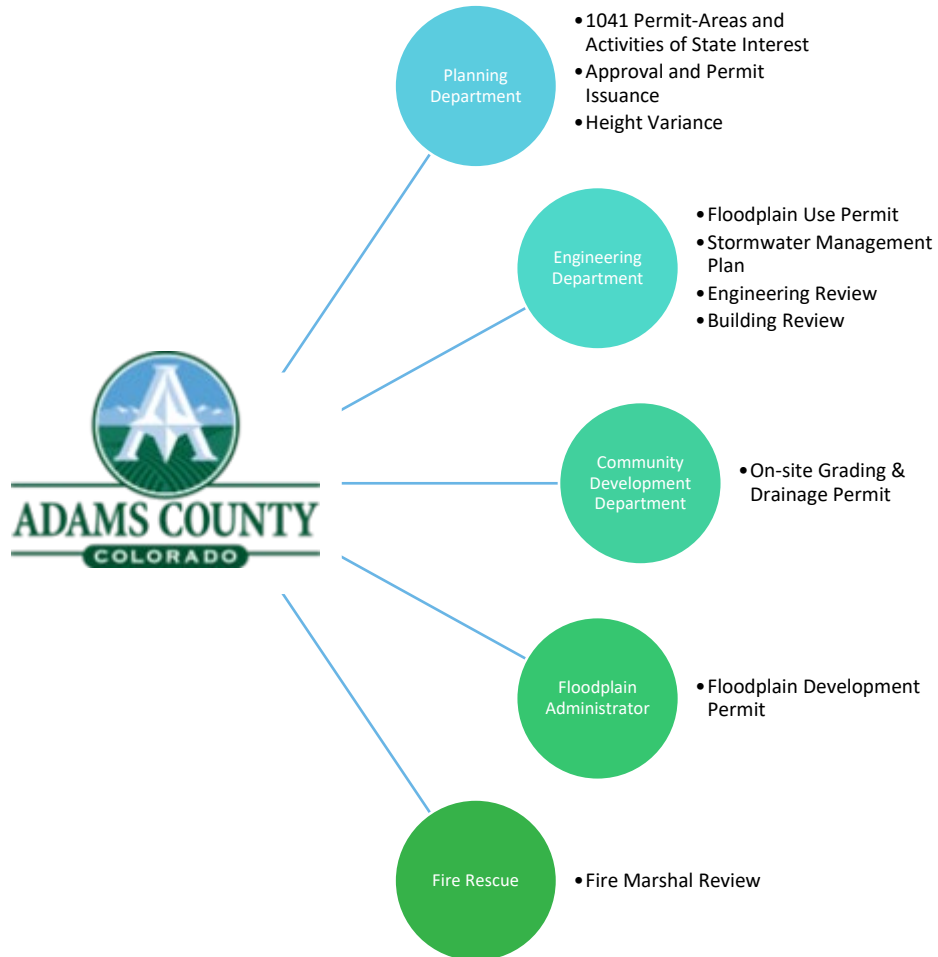 Planning
Department
•1041 Permit-Areas and
Activities of State Interest
•Approval and Permit
Issuance
•Height Variance
Engineering
Department
•Floodplain Use Permit
•Stormwater Management
Plan
•Engineering Review
•Building Review
A
ADAMS COUNTY
COLORADO
Community
Development
Department
•On-site Grading &
Drainage Permit
Floodplain
Administrator
•Floodplain Development
Permit
Fire Rescue
•Fire Marshal Review